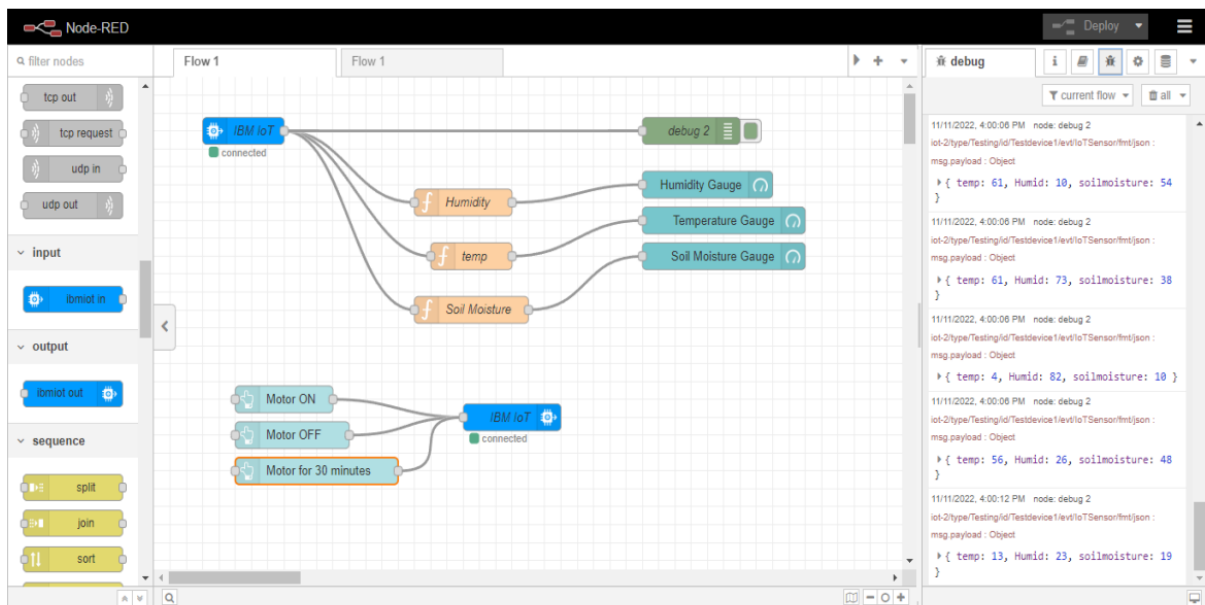 Node-RED
Deploy
filter nodes
tcp out
tcp request
udp in
udp out
input
ibmiot in
output
ibmiot out
sequence
split
join
sort
Flow 1
Flow 1
IBM IoT
connected
debug 2
Humidity
Humidity Gauge
Temperature Gauge
temp
Soil Moisture Gauge
Soil Moisture
Motor ON
IBM IoT
Motor OFF
connected
Motor for 30 minutes
debug
i
current flow
all
11/11/2022, 4:00:06 PM node: debug 2
iot-2/type/Testing/id/Testdevice1/evt/IoTSensor/fmt/json :
msg.payload : Object
{ temp: 61, Humid: 10, soilmoisture: 54
}
11/11/2022, 4:00:06 PM node: debug 2
iot-2/type/Testing/id/Testdevice1/evt/IoTSensor/fmt/json :
msg.payload : Object
{ temp: 61, Humid: 73, soilmoisture: 38
}
11/11/2022, 4:00:06 PM node: debug 2
iot-2/type/Testing/id/Testdevice1/evt/IoTSensor/fmt/json :
msg.payload : Object
{ temp: 4, Humid: 82, soilmoisture: 10 }
11/11/2022, 4:00:06 PM node: debug 2
iot-2/type/Testing/id/Testdevice1/evt/IoTSensor/fmt/json :
msg.payload : Object
{ temp: 56, Humid: 26, soilmoisture: 48
}
11/11/2022, 4:00:12 PM node: debug 2
iot-2/type/Testing/id/Testdevice1/evt/IoTSensor/fmt/json :
msg.payload : Object
{ temp: 13, Humid: 23, soilmoisture: 19
}